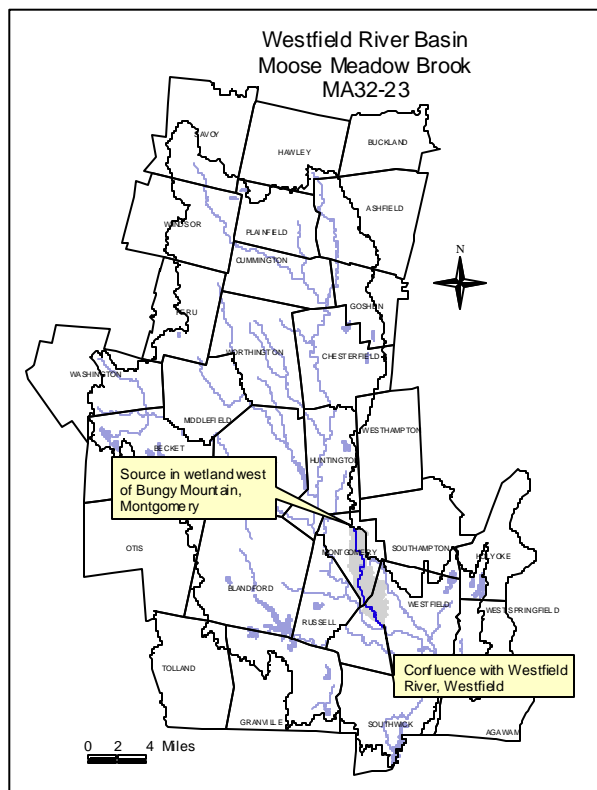 Westfield River Basin
Moose Meadow Brook
MA32-23
SAVOY
HAWLEY
BUCKLAND
ASHFIELD
WINDSOR
PLAINFIELD
CUMMINGTON
N
GOSHEN
PERU
WORTHINGTON
CHESTERFIELD
WASHINGTON
MIDDLEFIELD
WESTHAMPTON
BECKET
HUNTINGTON
Source in wetland west
of Bungy Mountain,
Montgomery
OTIS
MONTGOMERY
SOUTHAMPTON
HOLYOKE
BLANDFORD
WESTFIELD
WEST SPRINGFIELD
RUSSELL
TOLLAND
Confluence with Westfield
River, Westfield
GRANVILLE
SOUTHWICK
AGAWAM
0 2 4 Miles